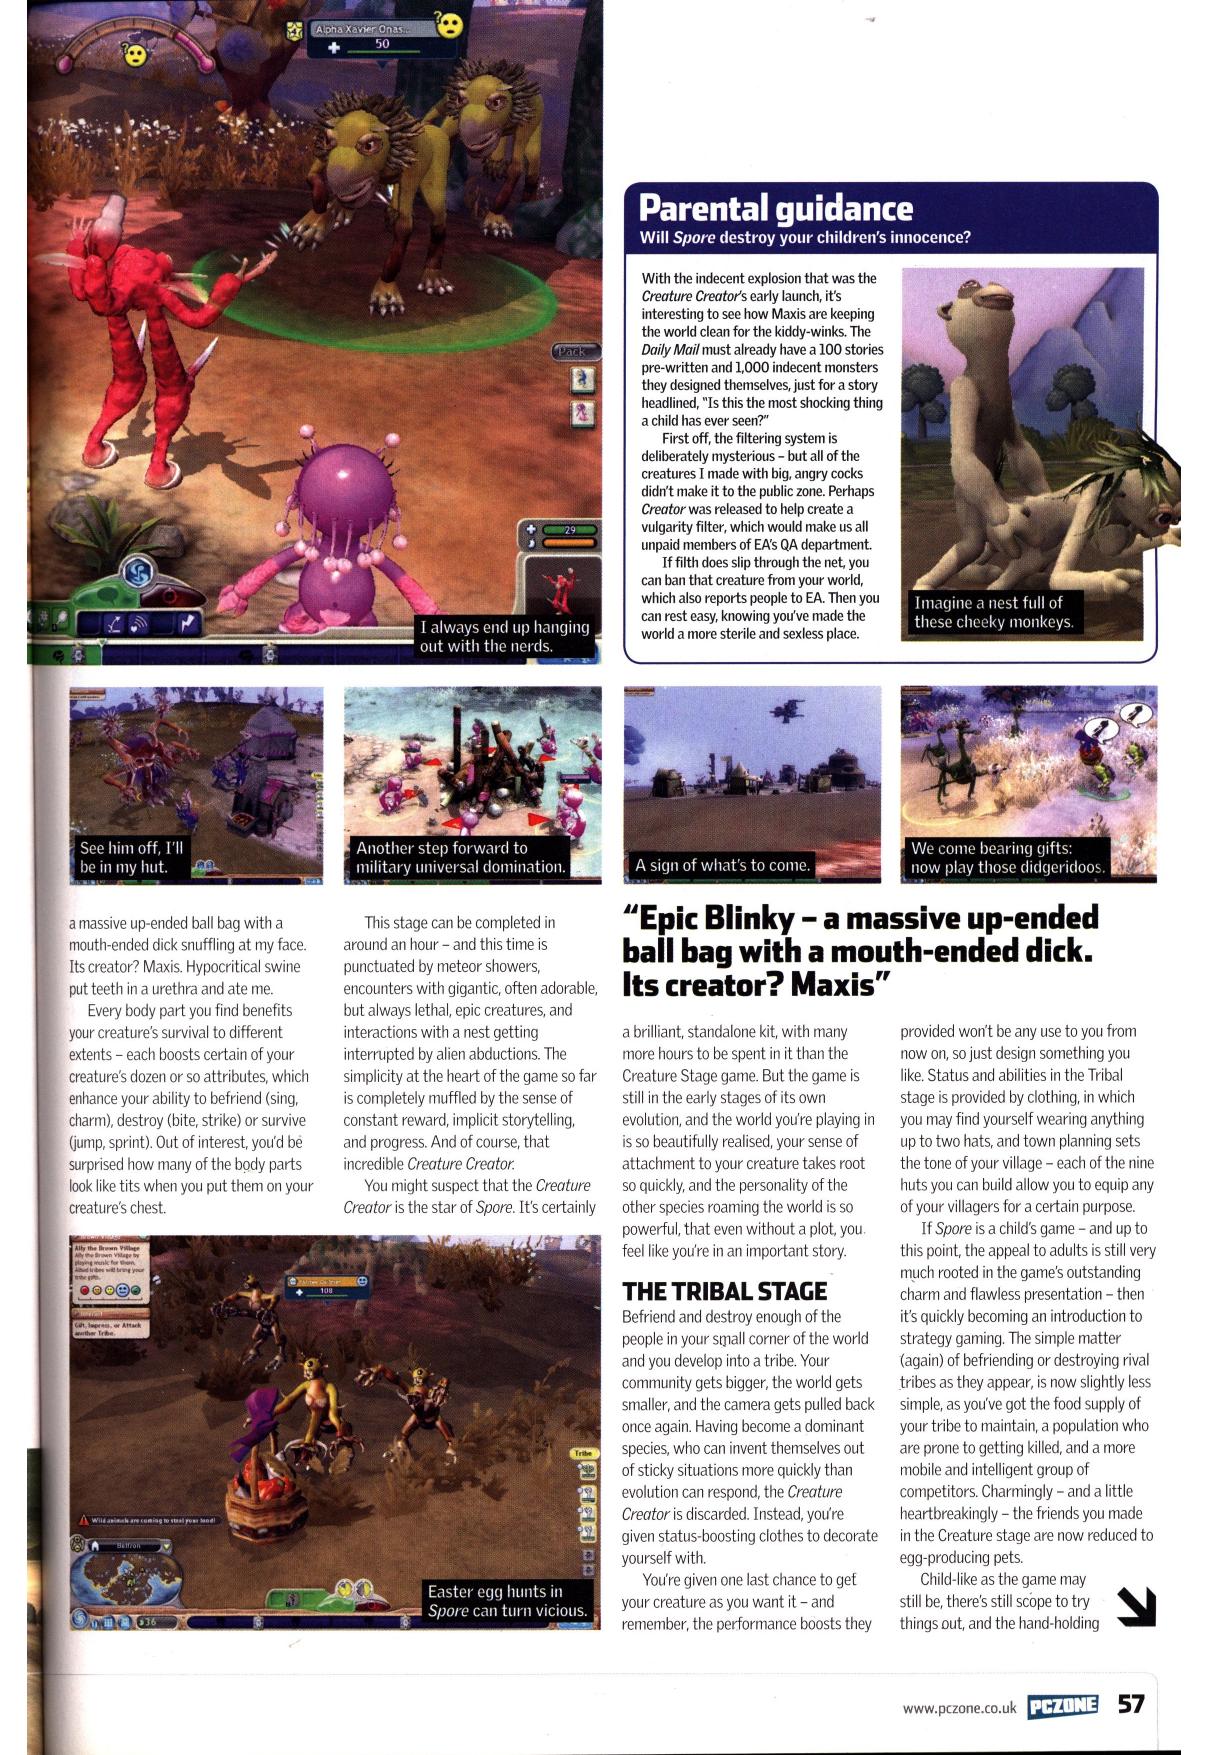 Alpha Xavier Onas...
50
Pack
29
I always end up hanging
out with the nerds.
Parental guidance
Will Spore destroy your children's innocence?
With the indecent explosion that was the
Creature Creator's early launch, it's
interesting to see how Maxis are keeping
the world clean for the kiddy-winks. The
Daily Mail must already have a 100 stories
pre-written and 1,000 indecent monsters
they designed themselves, just for a story
headlined, "Is this the most shocking thing
a child has ever seen?"
First off, the filtering system is
deliberately mysterious – but all of the
creatures I made with big, angry cocks
didn't make it to the public zone. Perhaps
Creator was released to help create a
vulgarity filter, which would make us all
unpaid members of EA's QA department.
If filth does slip through the net, you
can ban that creature from your world,
which also reports people to EA. Then you
can rest easy, knowing you've made the
world a more sterile and sexless place.
Imagine a nest full of
these cheeky monkeys.
See him off, I'll
be in my hut.
Another step forward to
military universal domination.
A sign of what's to come.
We come bearing gifts:
now play those didgeridoos.
a massive up-ended ball bag with a
mouth-ended dick snuffling at my face.
Its creator? Maxis. Hypocritical swine
put teeth in a urethra and ate me.
Every body part you find benefits
your creature's survival to different
extents – each boosts certain of your
creature's dozen or so attributes, which
enhance your ability to befriend (sing,
charm), destroy (bite, strike) or survive
(jump, sprint). Out of interest, you'd be
surprised how many of the body parts
look like tits when you put them on your
creature's chest.
This stage can be completed in
around an hour – and this time is
punctuated by meteor showers,
encounters with gigantic, often adorable,
but always lethal, epic creatures, and
interactions with a nest getting
interrupted by alien abductions. The
simplicity at the heart of the game so far
is completely muffled by the sense of
constant reward, implicit storytelling,
and progress. And of course, that
incredible Creature Creator.
You might suspect that the Creature
Creator is the star of Spore. It's certainly
"Epic Blinky – a massive up-ended
ball bag with a mouth-ended dick.
Its creator? Maxis"
a brilliant, standalone kit, with many
more hours to be spent in it than the
Creature Stage game. But the game is
still in the early stages of its own
evolution, and the world you're playing in
is so beautifully realised, your sense of
attachment to your creature takes root
so quickly, and the personality of the
other species roaming the world is so
powerful, that even without a plot, you
feel like you're in an important story.
THE TRIBAL STAGE
Befriend and destroy enough of the
people in your small corner of the world
and you develop into a tribe. Your
community gets bigger, the world gets
smaller, and the camera gets pulled back
once again. Having become a dominant
species, who can invent themselves out
of sticky situations more quickly than
evolution can respond, the Creature
Creator is discarded. Instead, you're
given status-boosting clothes to decorate
yourself with.
You're given one last chance to get
your creature as you want it – and
remember, the performance boosts they
provided won't be any use to you from
now on, so just design something you
like. Status and abilities in the Tribal
stage is provided by clothing, in which
you may find yourself wearing anything
up to two hats, and town planning sets
the tone of your village – each of the nine
huts you can build allow you to equip any
of your villagers for a certain purpose.
If Spore is a child's game – and up to
this point, the appeal to adults is still very
much rooted in the game's outstanding
charm and flawless presentation – then
it's quickly becoming an introduction to
strategy gaming. The simple matter
(again) of befriending or destroying rival
tribes as they appear, is now slightly less
simple, as you've got the food supply of
your tribe to maintain, a population who
are prone to getting killed, and a more
mobile and intelligent group of
competitors. Charmingly – and a little
heartbreakingly – the friends you made
in the Creature stage are now reduced to
egg-producing pets.
Child-like as the game may
still be, there's still scope to try
things out, and the hand-holding
Ally the Brown Village
Ally the Brown Village by
playing music for them.
Allied tribes will bring your
tribe gifts.
Gift, Impress, or Attack
another Tribe.
108
Tribe
Wild animals are coming to steal your food!
Easter egg hunts in
Spore can turn vicious.
www.pczone.co.uk PCZONE 57